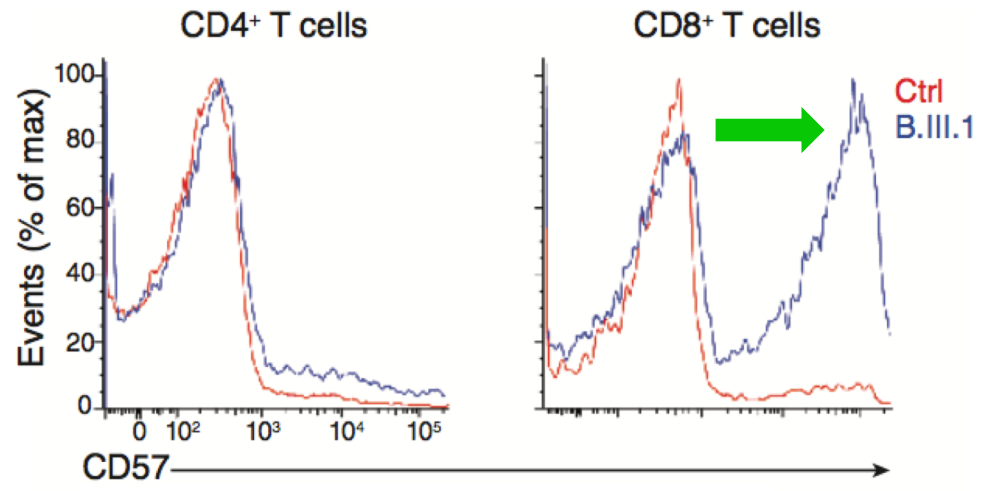 CD4⁺ T cells
CD8⁺ T cells
Events (% of max)
100
80
60
40
20
0
0 10² 10³ 10⁴ 10⁵
CD57
Ctrl
B.III.1